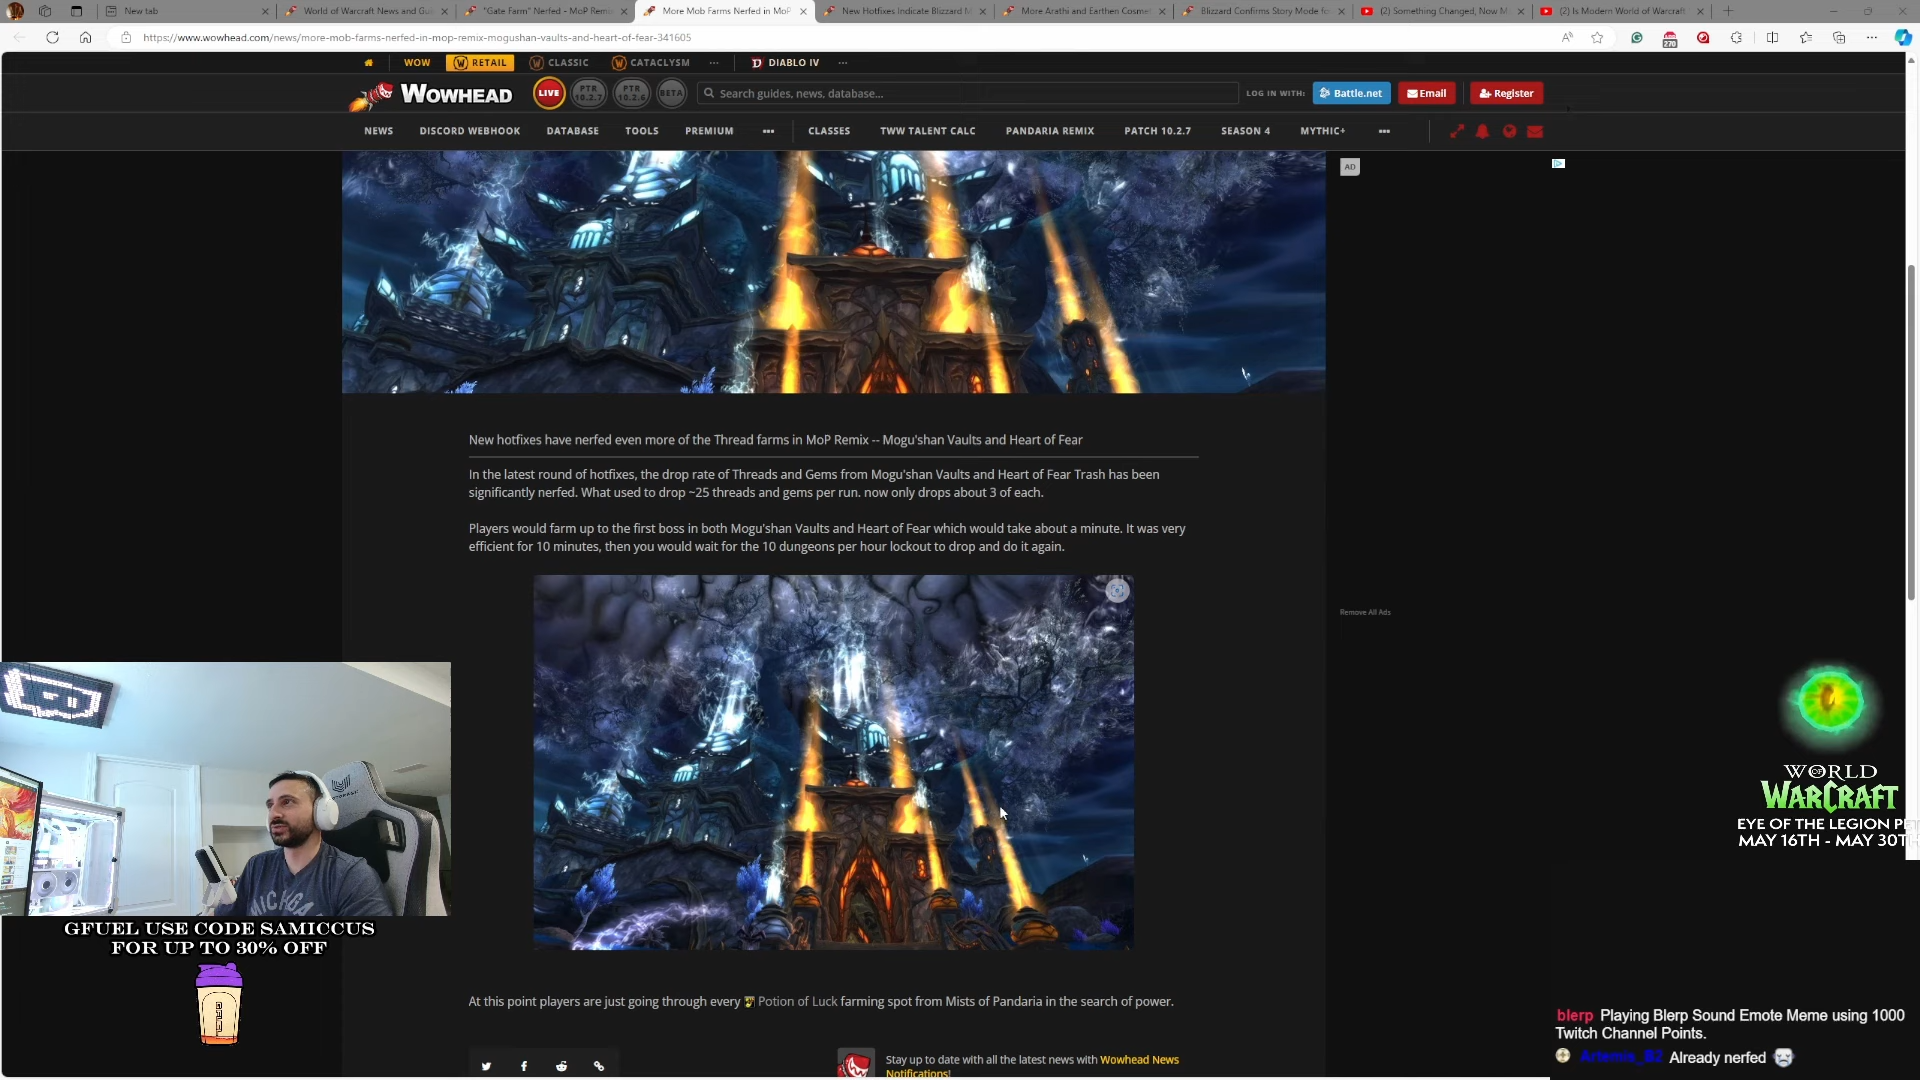 New tab
World of Warcraft News and Gui
"Gate Farm" Nerfed - MoP Remix
More Mob Farms Nerfed in MoP
New Hotfixes Indicate Blizzard M
More Arathi and Earthen Cosmet
Blizzard Confirms Story Mode fo
(2) Something Changed, Now M
(2) Is Modern World of Warcraft
https://www.wowhead.com/news/more-mob-farms-nerfed-in-mop-remix-mogushan-vaults-and-heart-of-fear-341605
WOW RETAIL CLASSIC CATACLYSM DIABLO IV
WOWHEAD LIVE PTR 10.2.7 PTR 10.2.6 BETA Search guides, news, database... LOG IN WITH: Battle.net Email Register
NEWS DISCORD WEBHOOK DATABASE TOOLS PREMIUM CLASSES TWW TALENT CALC PANDARIA REMIX PATCH 10.2.7 SEASON 4 MYTHIC+
AD
New hotfixes have nerfed even more of the Thread farms in MoP Remix -- Mogu'shan Vaults and Heart of Fear
In the latest round of hotfixes, the drop rate of Threads and Gems from Mogu'shan Vaults and Heart of Fear Trash has been
significantly nerfed. What used to drop ~25 threads and gems per run. now only drops about 3 of each.
Players would farm up to the first boss in both Mogu'shan Vaults and Heart of Fear which would take about a minute. It was very
efficient for 10 minutes, then you would wait for the 10 dungeons per hour lockout to drop and do it again.
Remove All Ads
WORLD
OF
WARCRAFT
EYE OF THE LEGION PE
MAY 16TH - MAY 30TH
MICHIGA
GFUEL USE CODE SAMICCUS
FOR UP TO 30% OFF
At this point players are just going through every Potion of Luck farming spot from Mists of Pandaria in the search of power.
Stay up to date with all the latest news with Wowhead News
Notifications!
blerp Playing Blerp Sound Emote Meme using 1000
Twitch Channel Points.
Already nerfed